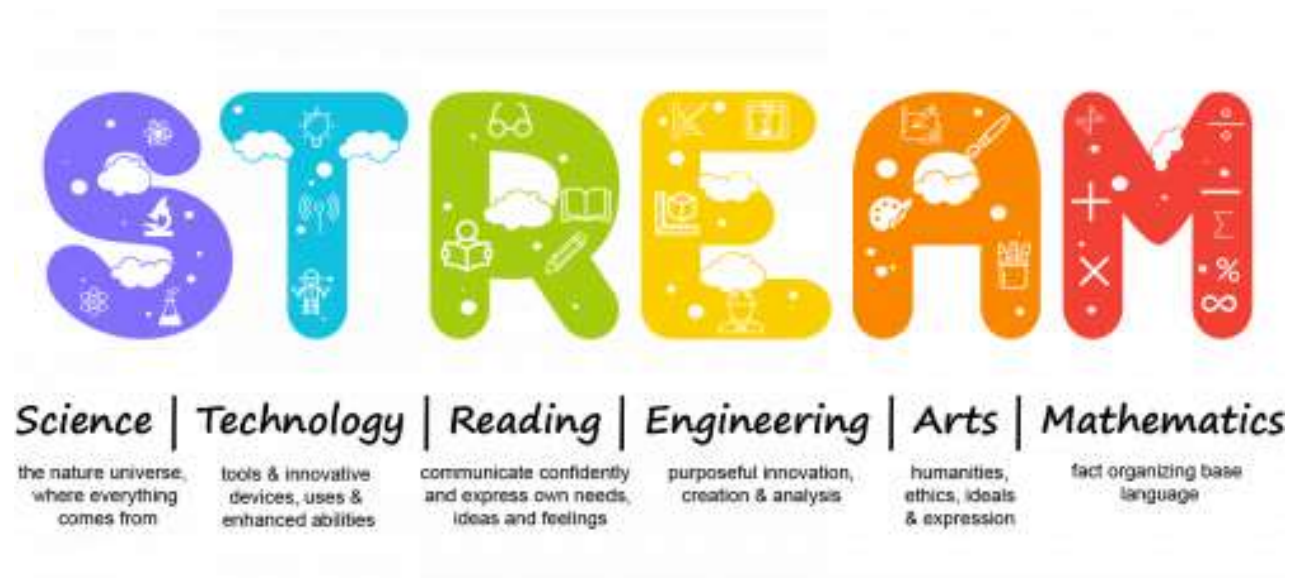 STREAM
Science | Technology | Reading | Engineering | Arts | Mathematics
the nature universe,
where everything
comes from
tools & innovative
devices, uses &
enhanced abilities
communicate confidently
and express own needs,
ideas and feelings
purposeful innovation,
creation & analysis
humanities,
ethics, ideals
& expression
fact organizing base
language